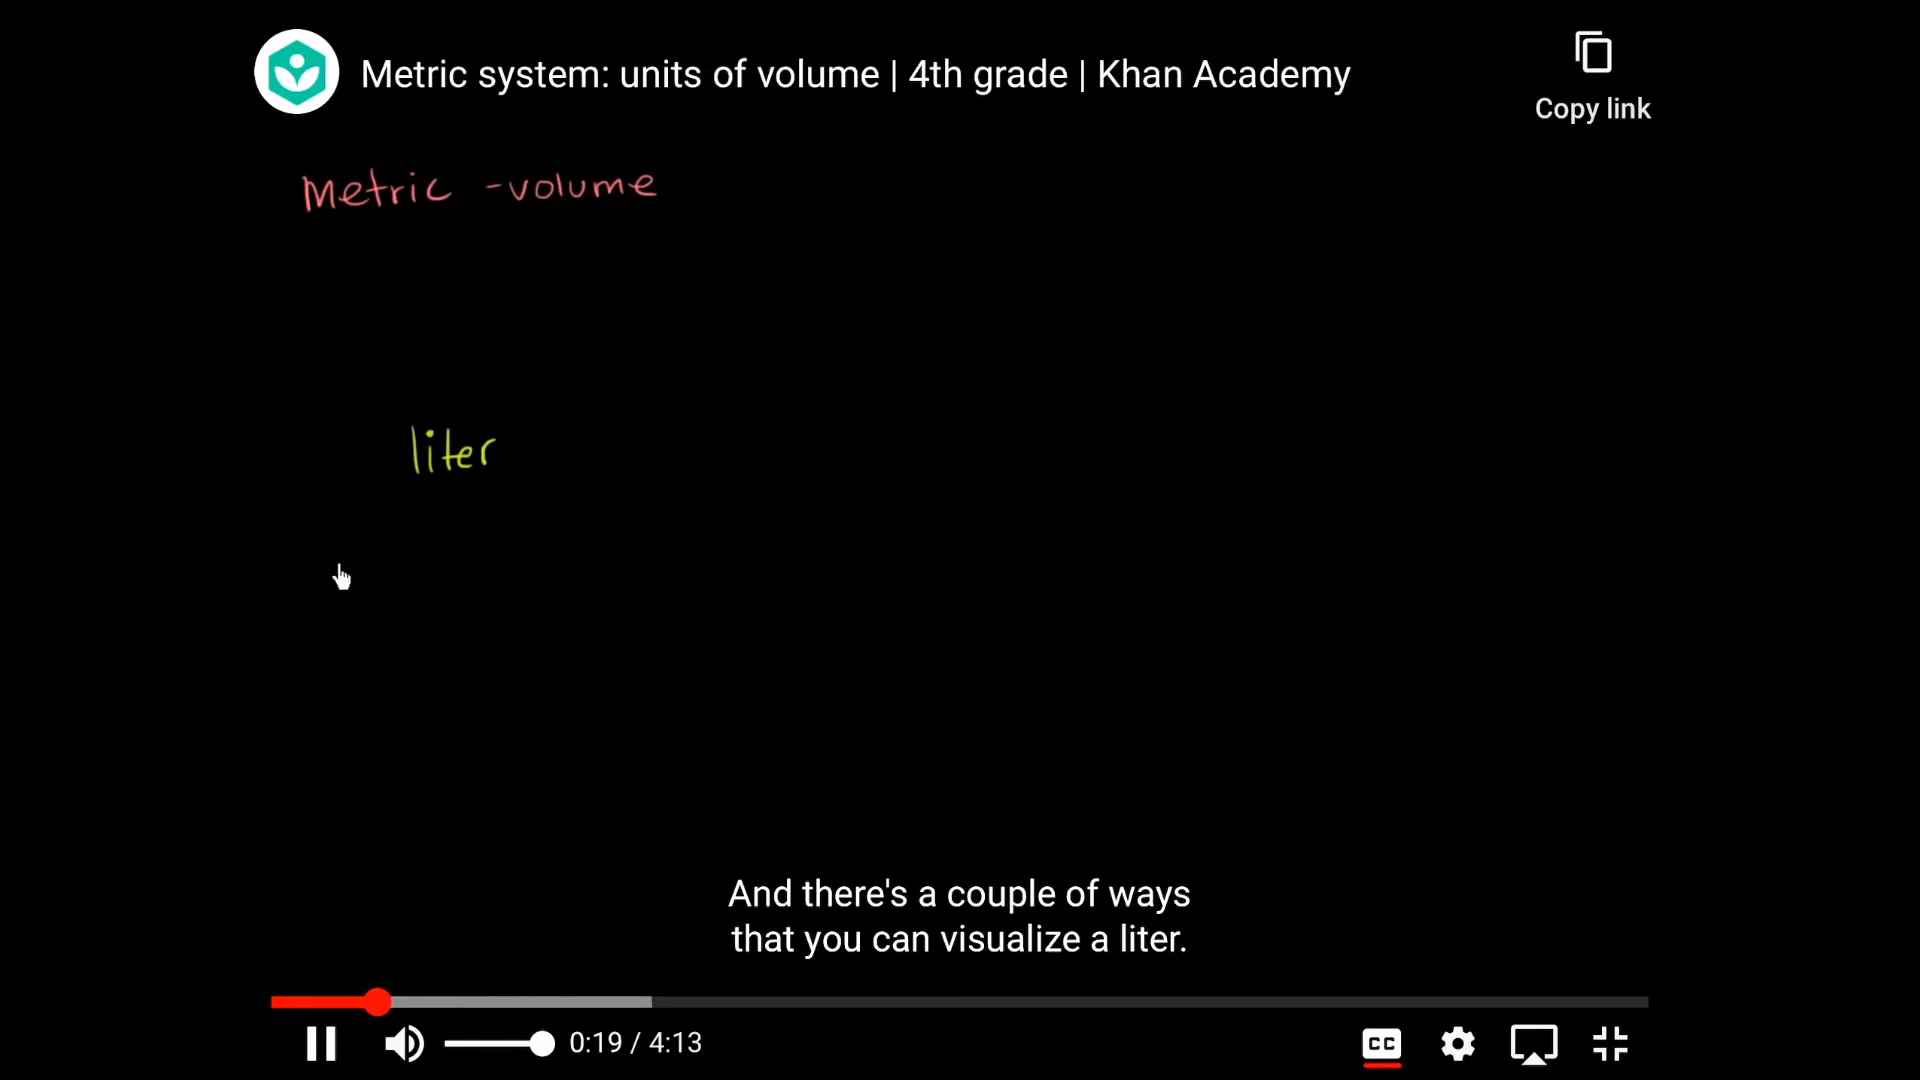 Metric system: units of volume | 4th grade | Khan Academy
Copy link
Metric - volume
liter
And there's a couple of ways
that you can visualize a liter.
0:19 / 4:13
CC